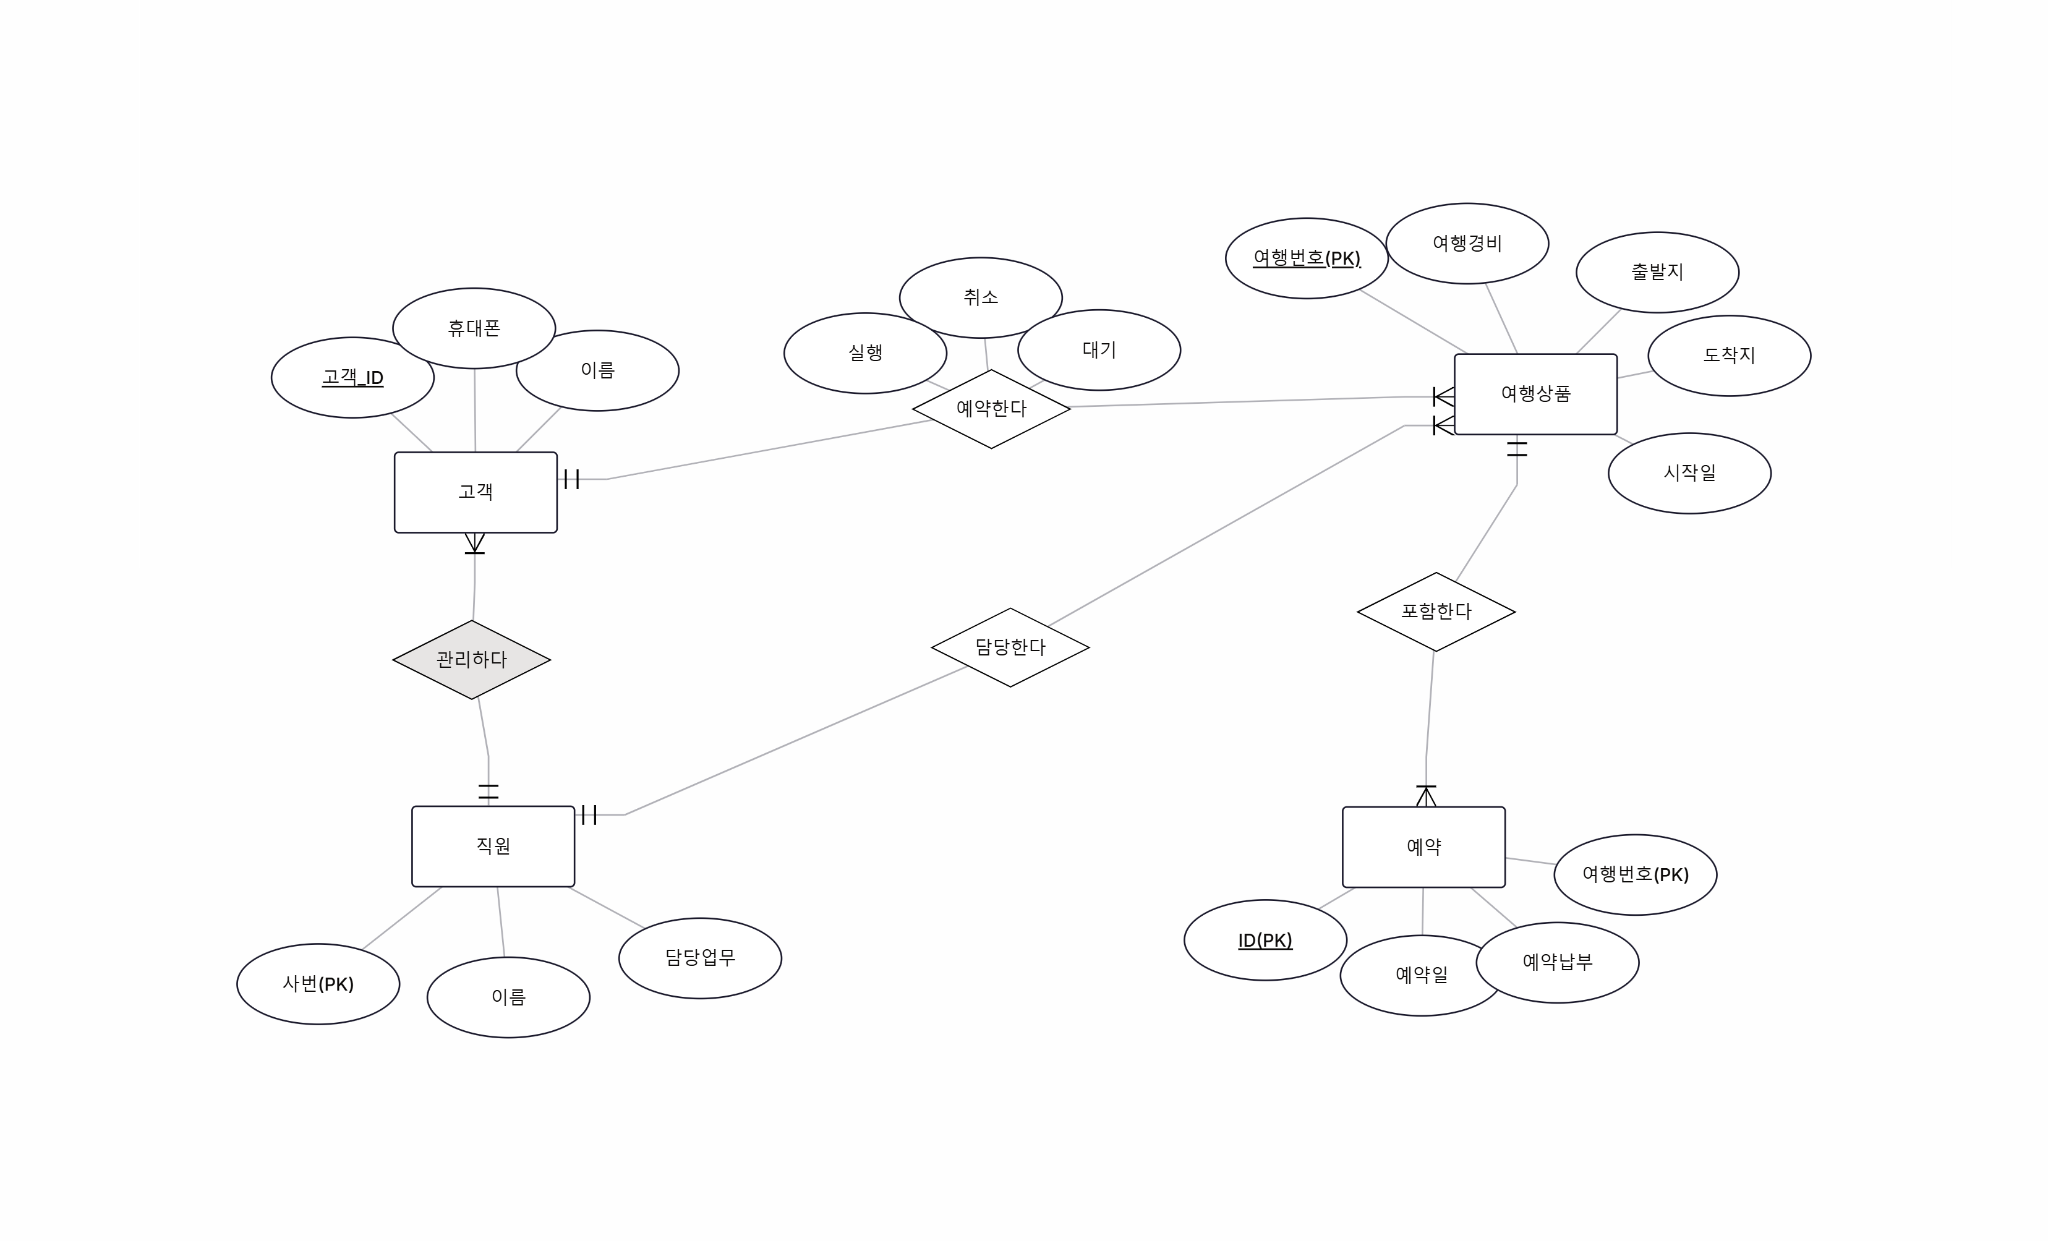 여행번호(PK)
여행경비
출발지
취소
휴대폰
도착지
실행
대기
고객_ID
이름
여행상품
예약한다
시작일
고객
포함한다
담당한다
관리하다
직원
예약
여행번호(PK)
ID(PK)
담당업무
예약납부
예약일
사번(PK)
이름